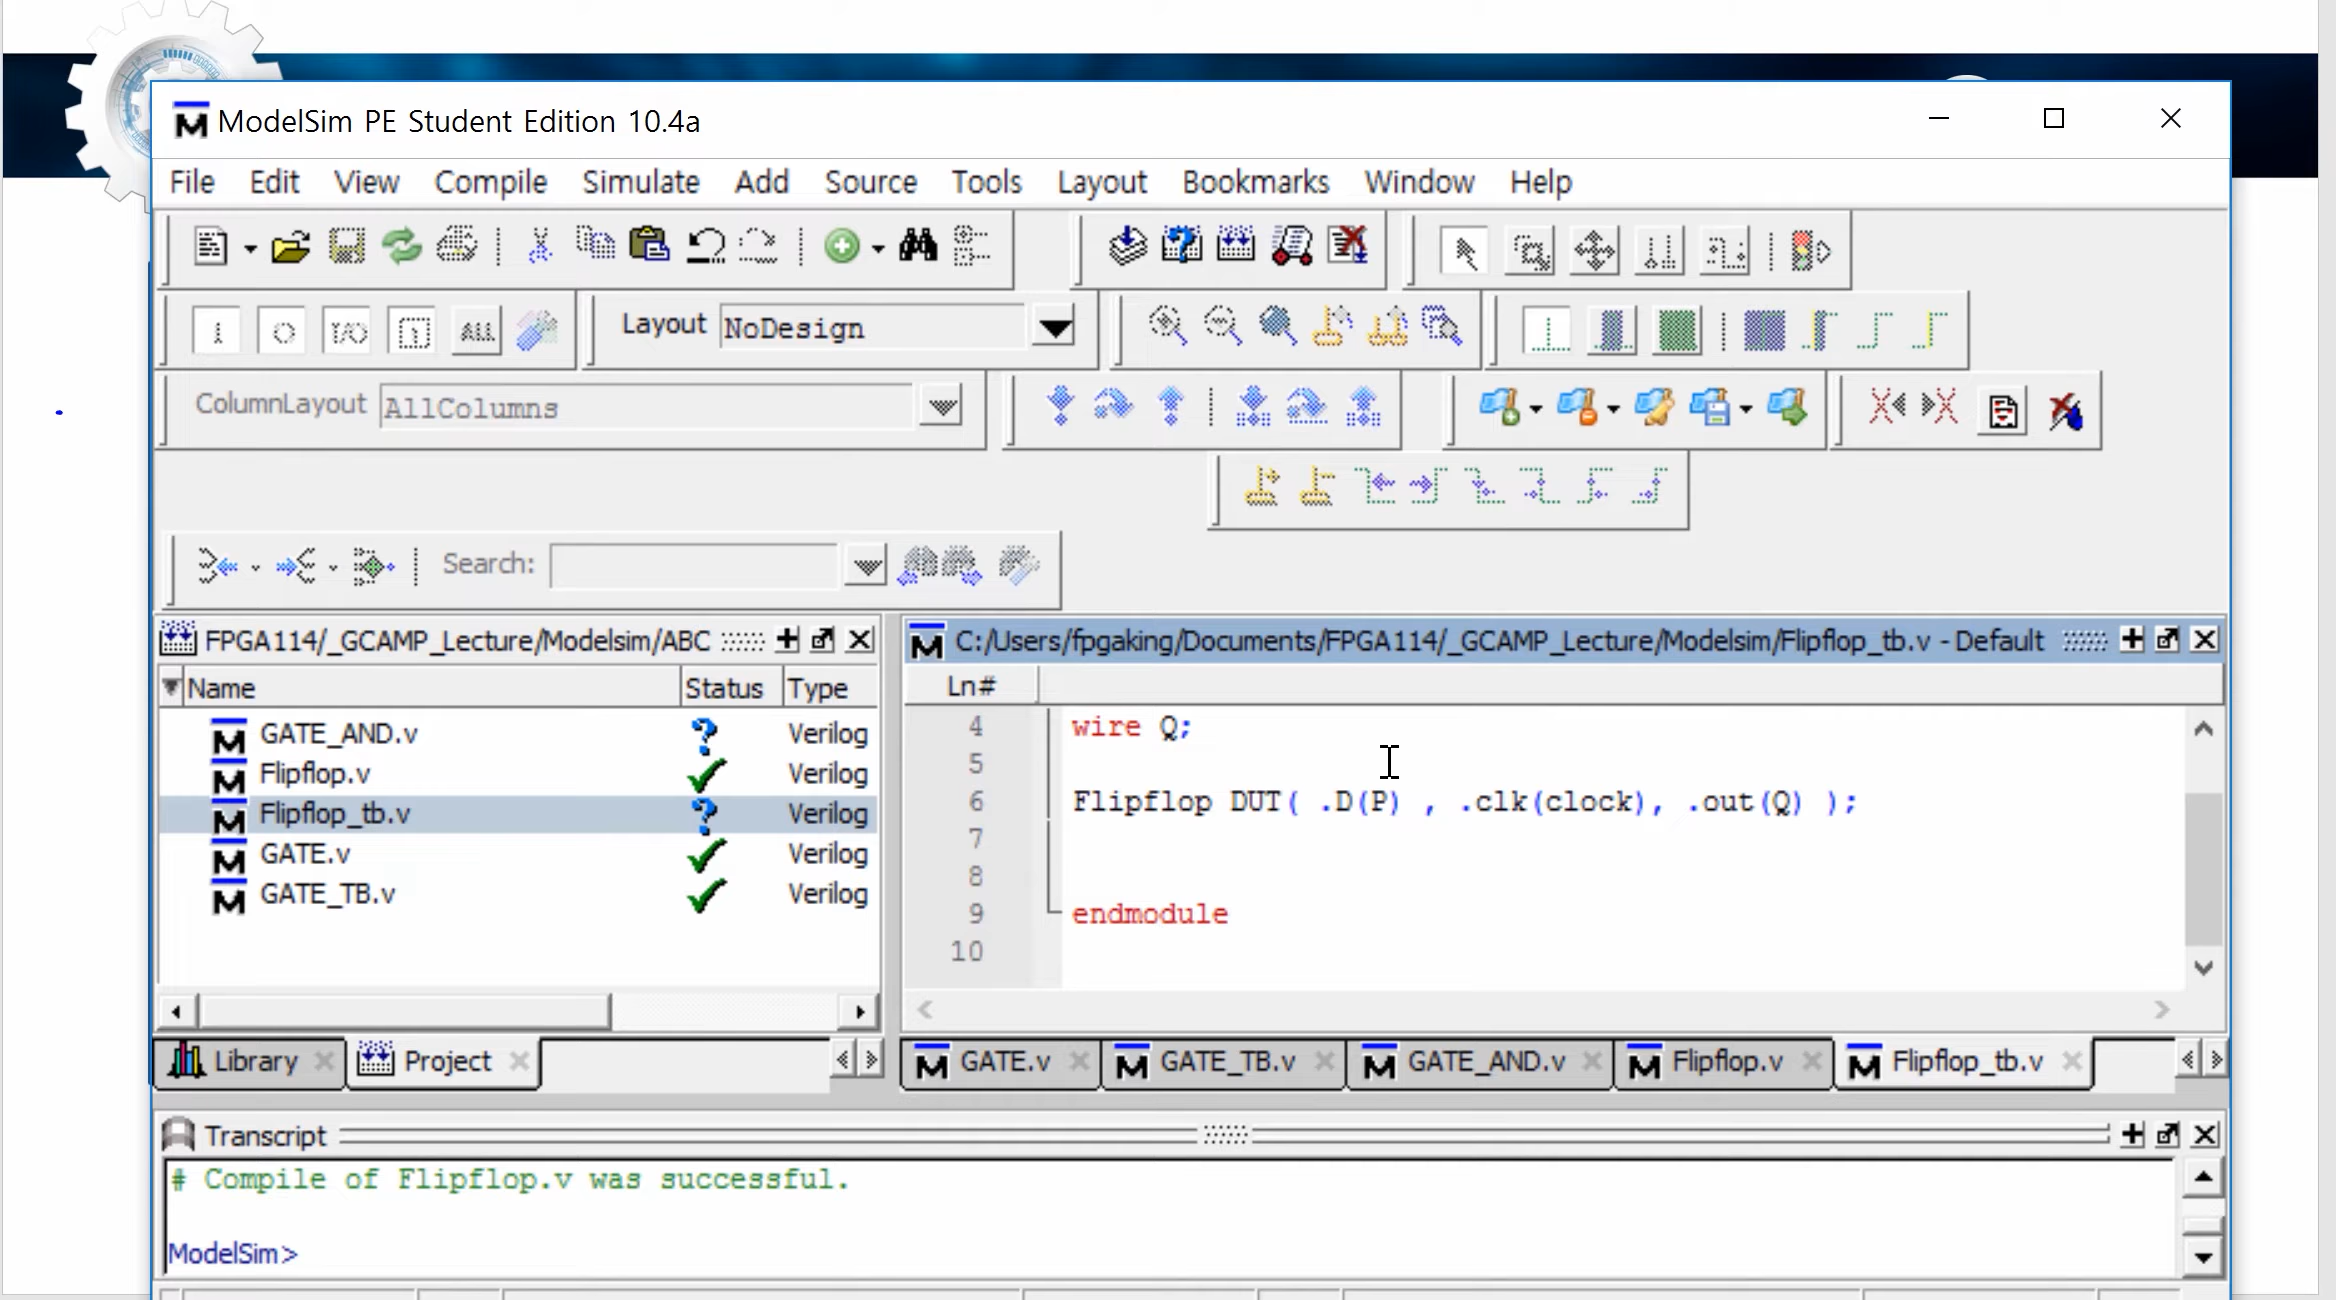 ModelSim PE Student Edition 10.4a
File Edit View Compile Simulate Add Source Tools Layout Bookmarks Window Help
Layout NoDesign
ColumnLayout AllColumns
Search:
FPGA114/_GCAMP_Lecture/Modelsim/ABC
Name Status Type
GATE_AND.v Verilog
Flipflop.v Verilog
Flipflop_tb.v Verilog
GATE.v Verilog
GATE_TB.v Verilog
Library Project
C:/Users/fpgaking/Documents/FPGA114/_GCAMP_Lecture/Modelsim/Flipflop_tb.v - Default
Ln#
4 wire Q;
5
6 Flipflop DUT( .D(P) , .clk(clock), .out(Q) );
7
8
9 endmodule
10
GATE.v GATE_TB.v GATE_AND.v Flipflop.v Flipflop_tb.v
Transcript
# Compile of Flipflop.v was successful.
ModelSim>